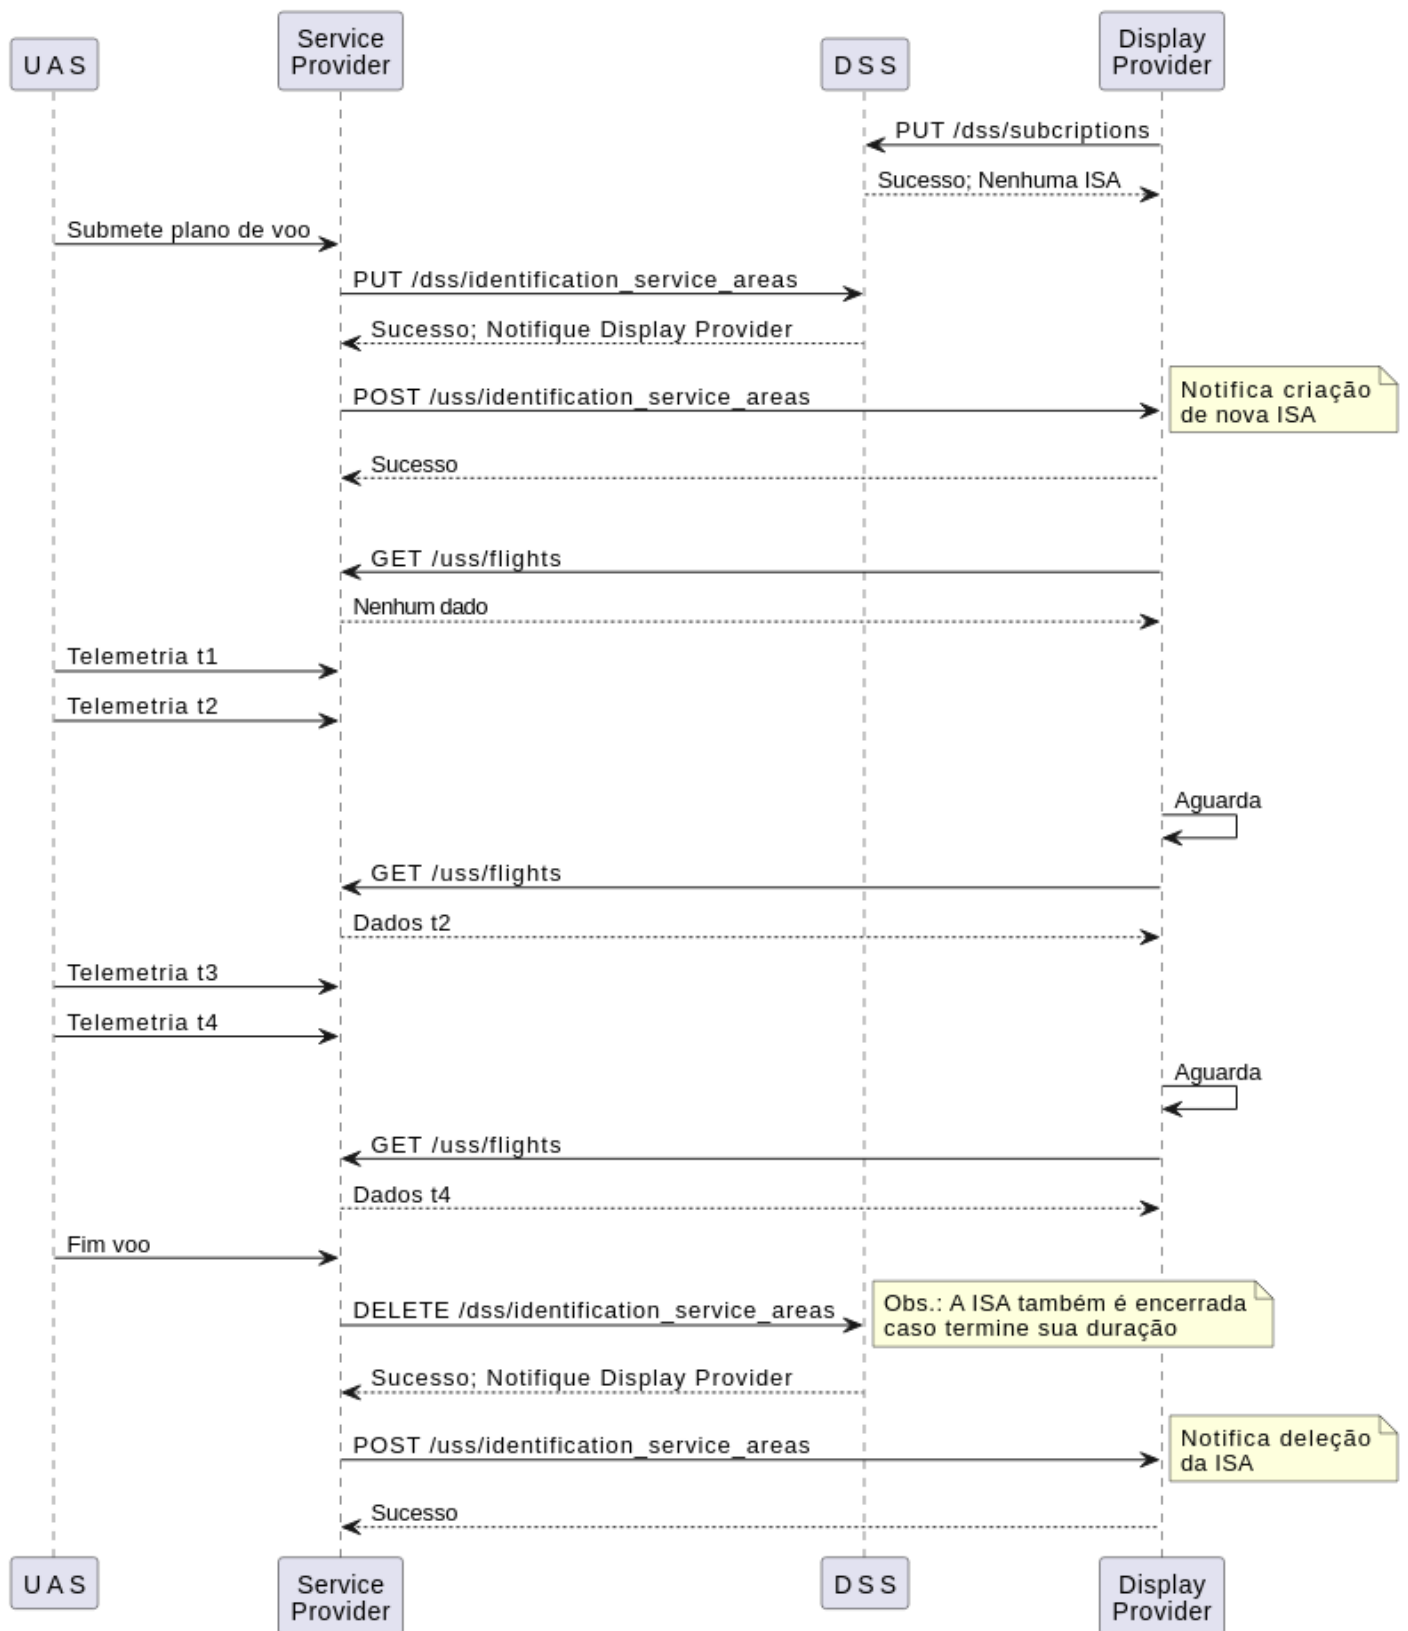 UAS
Service
Provider
DSS
Display
Provider
PUT /dss/subcriptions
Sucesso; Nenhuma ISA
Submete plano de voo
PUT /dss/identification_service_areas
Sucesso; Notifique Display Provider
POST /uss/identification_service_areas
Notifica criação
de nova ISA
Sucesso
GET /uss/flights
Nenhum dado
Telemetria t1
Telemetria t2
Aguarda
GET /uss/flights
Dados t2
Telemetria t3
Telemetria t4
Aguarda
GET /uss/flights
Dados t4
Fim voo
DELETE /dss/identification_service_areas
Obs.: A ISA também é encerrada
caso termine sua duração
Sucesso; Notifique Display Provider
POST /uss/identification_service_areas
Notifica deleção
da ISA
Sucesso
UAS
Service
Provider
DSS
Display
Provider